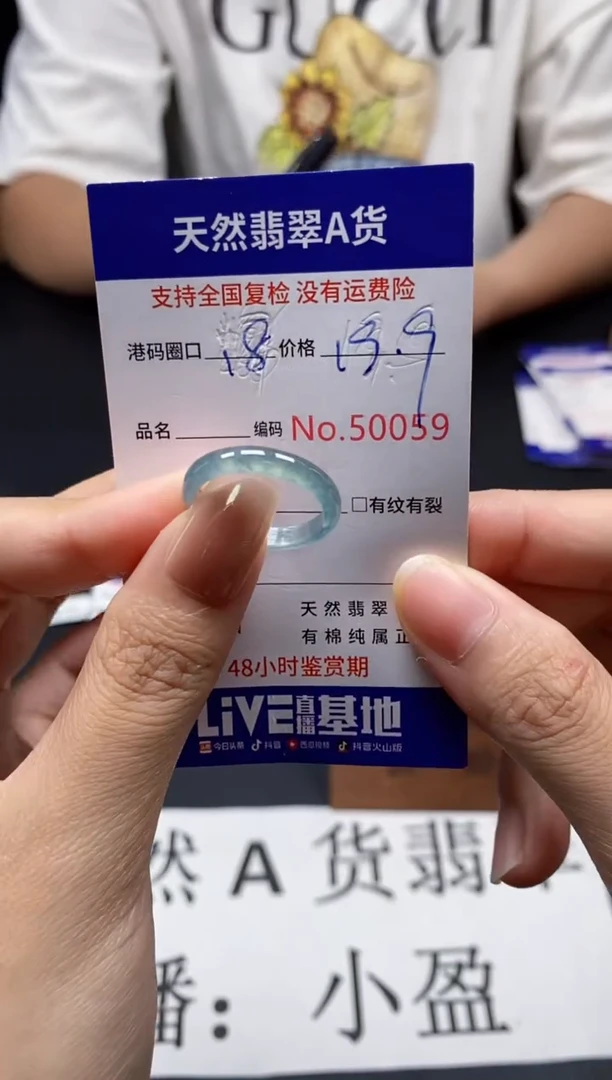 GUCCI
天然翡翠A货
支持全国复检 没有运费险
港码圈口 18 价格 19.9
品名 编码 No.50059
□有纹有裂
天然翡翠
有棉纯属正
48小时鉴赏期
LiVE直播基地
今日头条 抖音 西瓜视频 抖音火山版
然A货翡
播：小盈